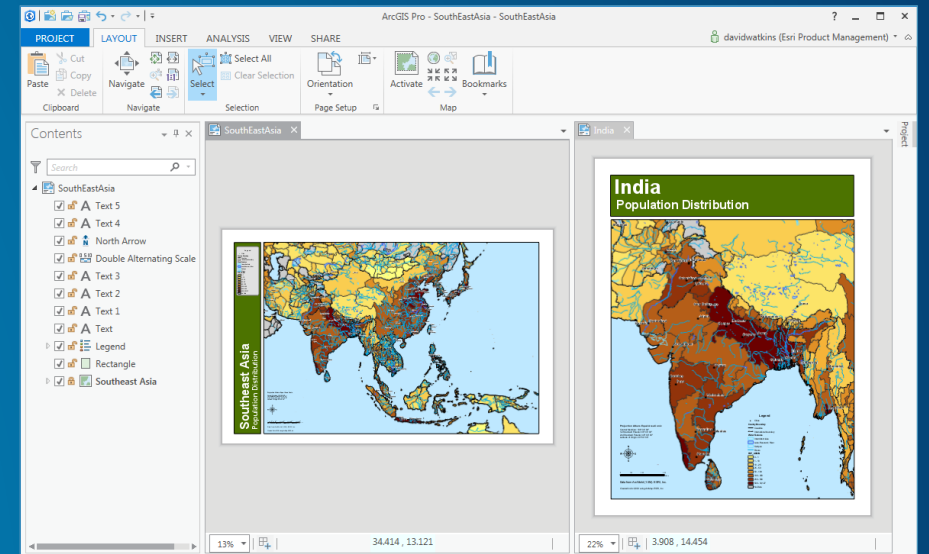 ArcGIS Pro - SouthEastAsia - SouthEastAsia
?
PROJECT LAYOUT INSERT ANALYSIS VIEW SHARE
davidwatkins (Esri Product Management)
Paste
Cut
Copy
Delete
Clipboard
Navigate
Navigate
Select
Select All
Clear Selection
Selection
Orientation
Page Setup
Activate
Bookmarks
Map
Contents
Search
SouthEastAsia
Text 5
Text 4
North Arrow
Double Alternating Scale
Text 3
Text 2
Text 1
Text
Legend
Rectangle
Southeast Asia
SouthEastAsia
Southeast Asia
Population Distribution
13%
34.414 , 13.121
India
India
Population Distribution
Legend
22%
3.908 , 14.454
Project